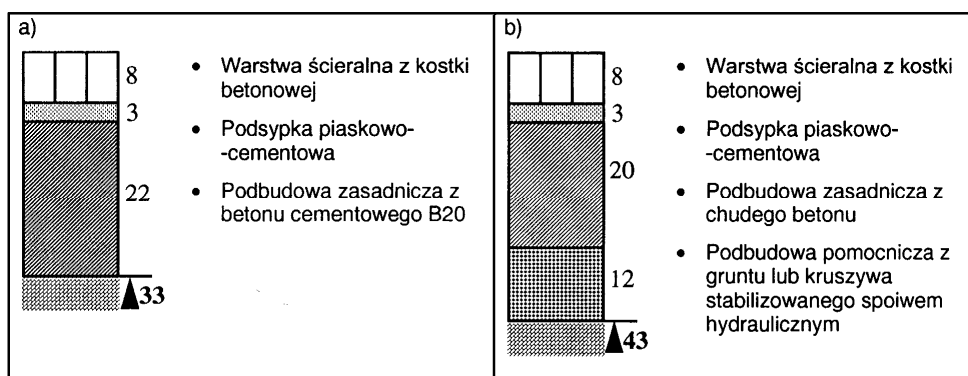 a)
8
3
22
33
• Warstwa ścieralna z kostki
betonowej
• Podsypka piaskowo-
-cementowa
• Podbudowa zasadnicza z
betonu cementowego B20
b)
8
3
20
12
43
• Warstwa ścieralna z kostki
betonowej
• Podsypka piaskowo-
-cementowa
• Podbudowa zasadnicza z
chudego betonu
• Podbudowa pomocnicza z
gruntu lub kruszywa
stabilizowanego spoiwem
hydraulicznym